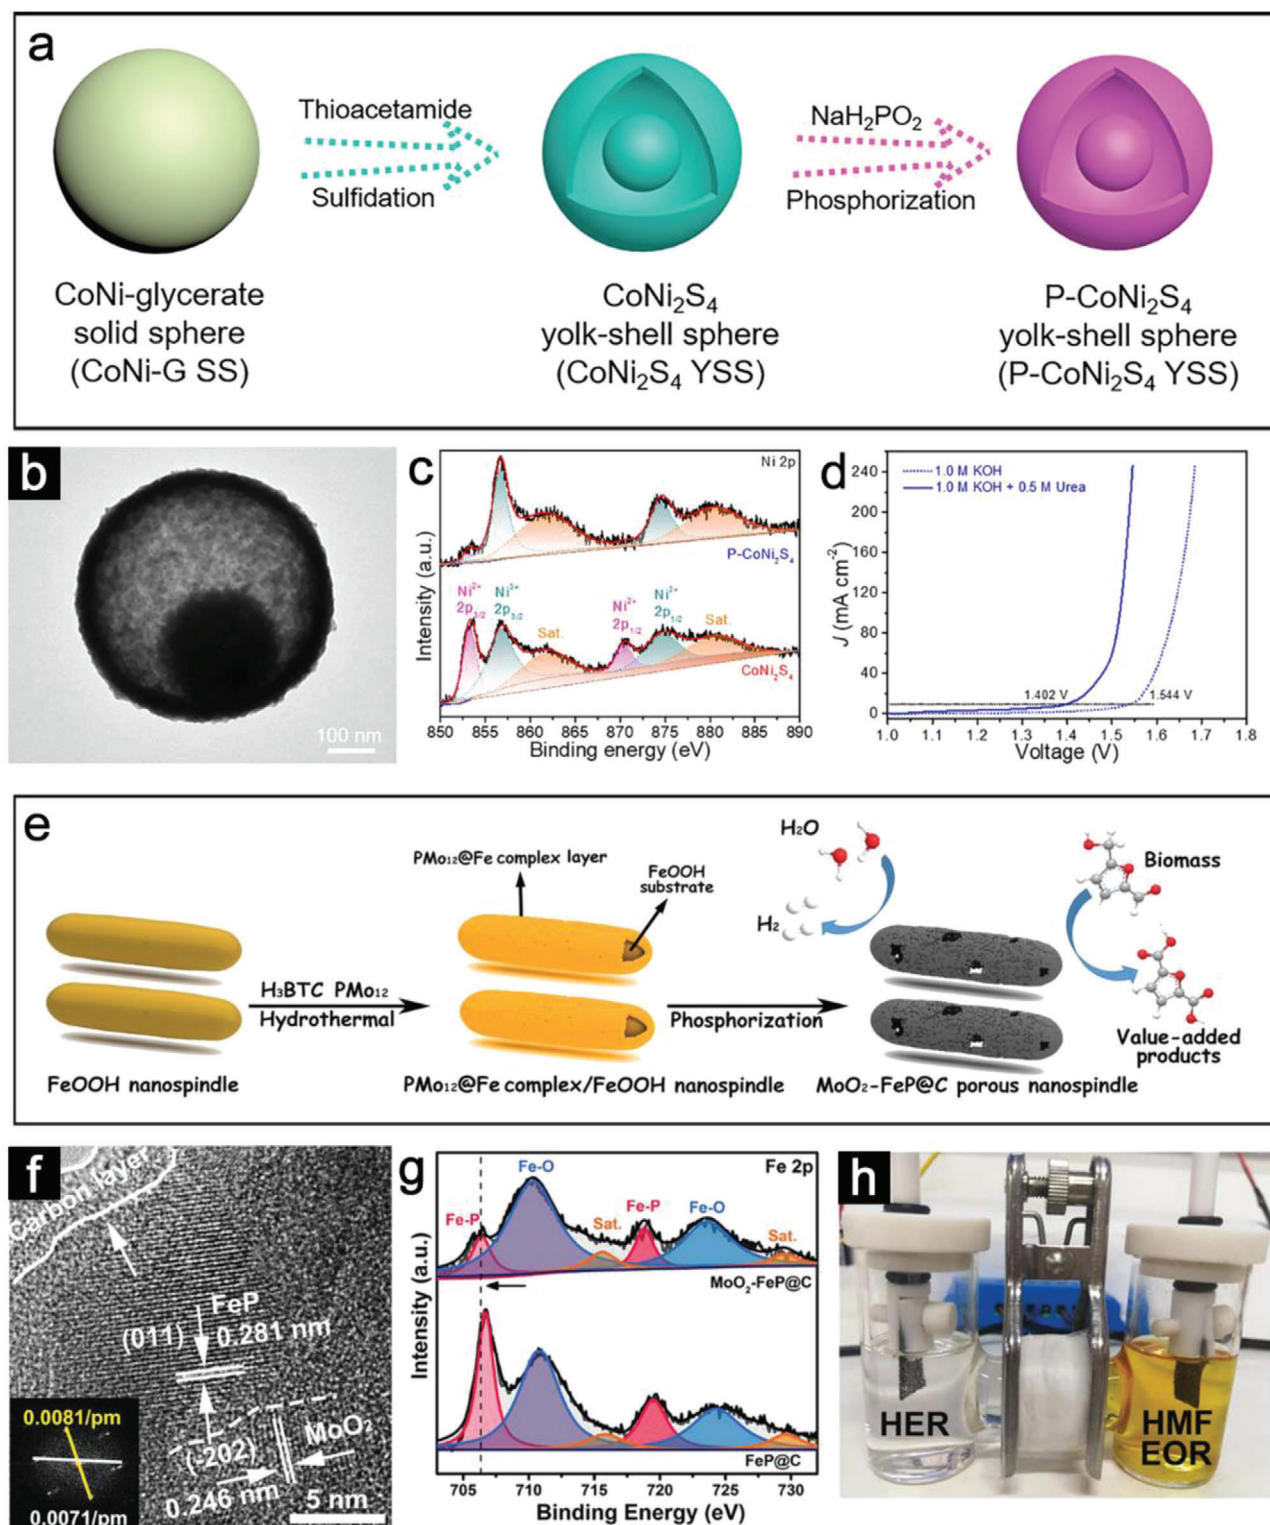 a
Thioacetamide
Sulfidation
NaH₂PO₂
Phosphorization
CoNi-glycerate
solid sphere
(CoNi-G SS)
CoNi₂S₄
yolk-shell sphere
(CoNi₂S₄ YSS)
P-CoNi₂S₄
yolk-shell sphere
(P-CoNi₂S₄ YSS)
b
100 nm
c
Ni 2p
P-CoNi₂S₄
Ni²⁺
2p₃/₂
Ni³⁺
2p₃/₂
Sat.
Ni²⁺
2p₁/₂
Ni²⁺
2p₁/₂
Sat.
CoNi₂S₄
Intensity (a.u.)
850 855 860 865 870 875 880 885 890
Binding energy (eV)
d
1.0 M KOH
1.0 M KOH + 0.5 M Urea
240
200
160
120
80
40
0
J (mA cm⁻²)
1.402 V
1.544 V
1.0 1.1 1.2 1.3 1.4 1.5 1.6 1.7 1.8
Voltage (V)
e
PMo₁₂@Fe complex layer
FeOOH
substrate
H₂O
H₂
Biomass
H₃BTC PMo₁₂
Hydrothermal
Phosphorization
Value-added
products
FeOOH nanospindle
PMo₁₂@Fe complex/FeOOH nanospindle
MoO₂-FeP@C porous nanospindle
f
Carbon layer
FeP
(011)
0.281 nm
MoO₂
(-202)
0.246 nm
0.0081/pm
0.0071/pm
5 nm
g
Fe 2p
Fe-O
Fe-P
Sat.
Fe-P
Fe-O
Sat.
MoO₂-FeP@C
FeP@C
Intensity (a.u.)
705 710 715 720 725 730
Binding Energy (eV)
h
HER
HMF
EOR